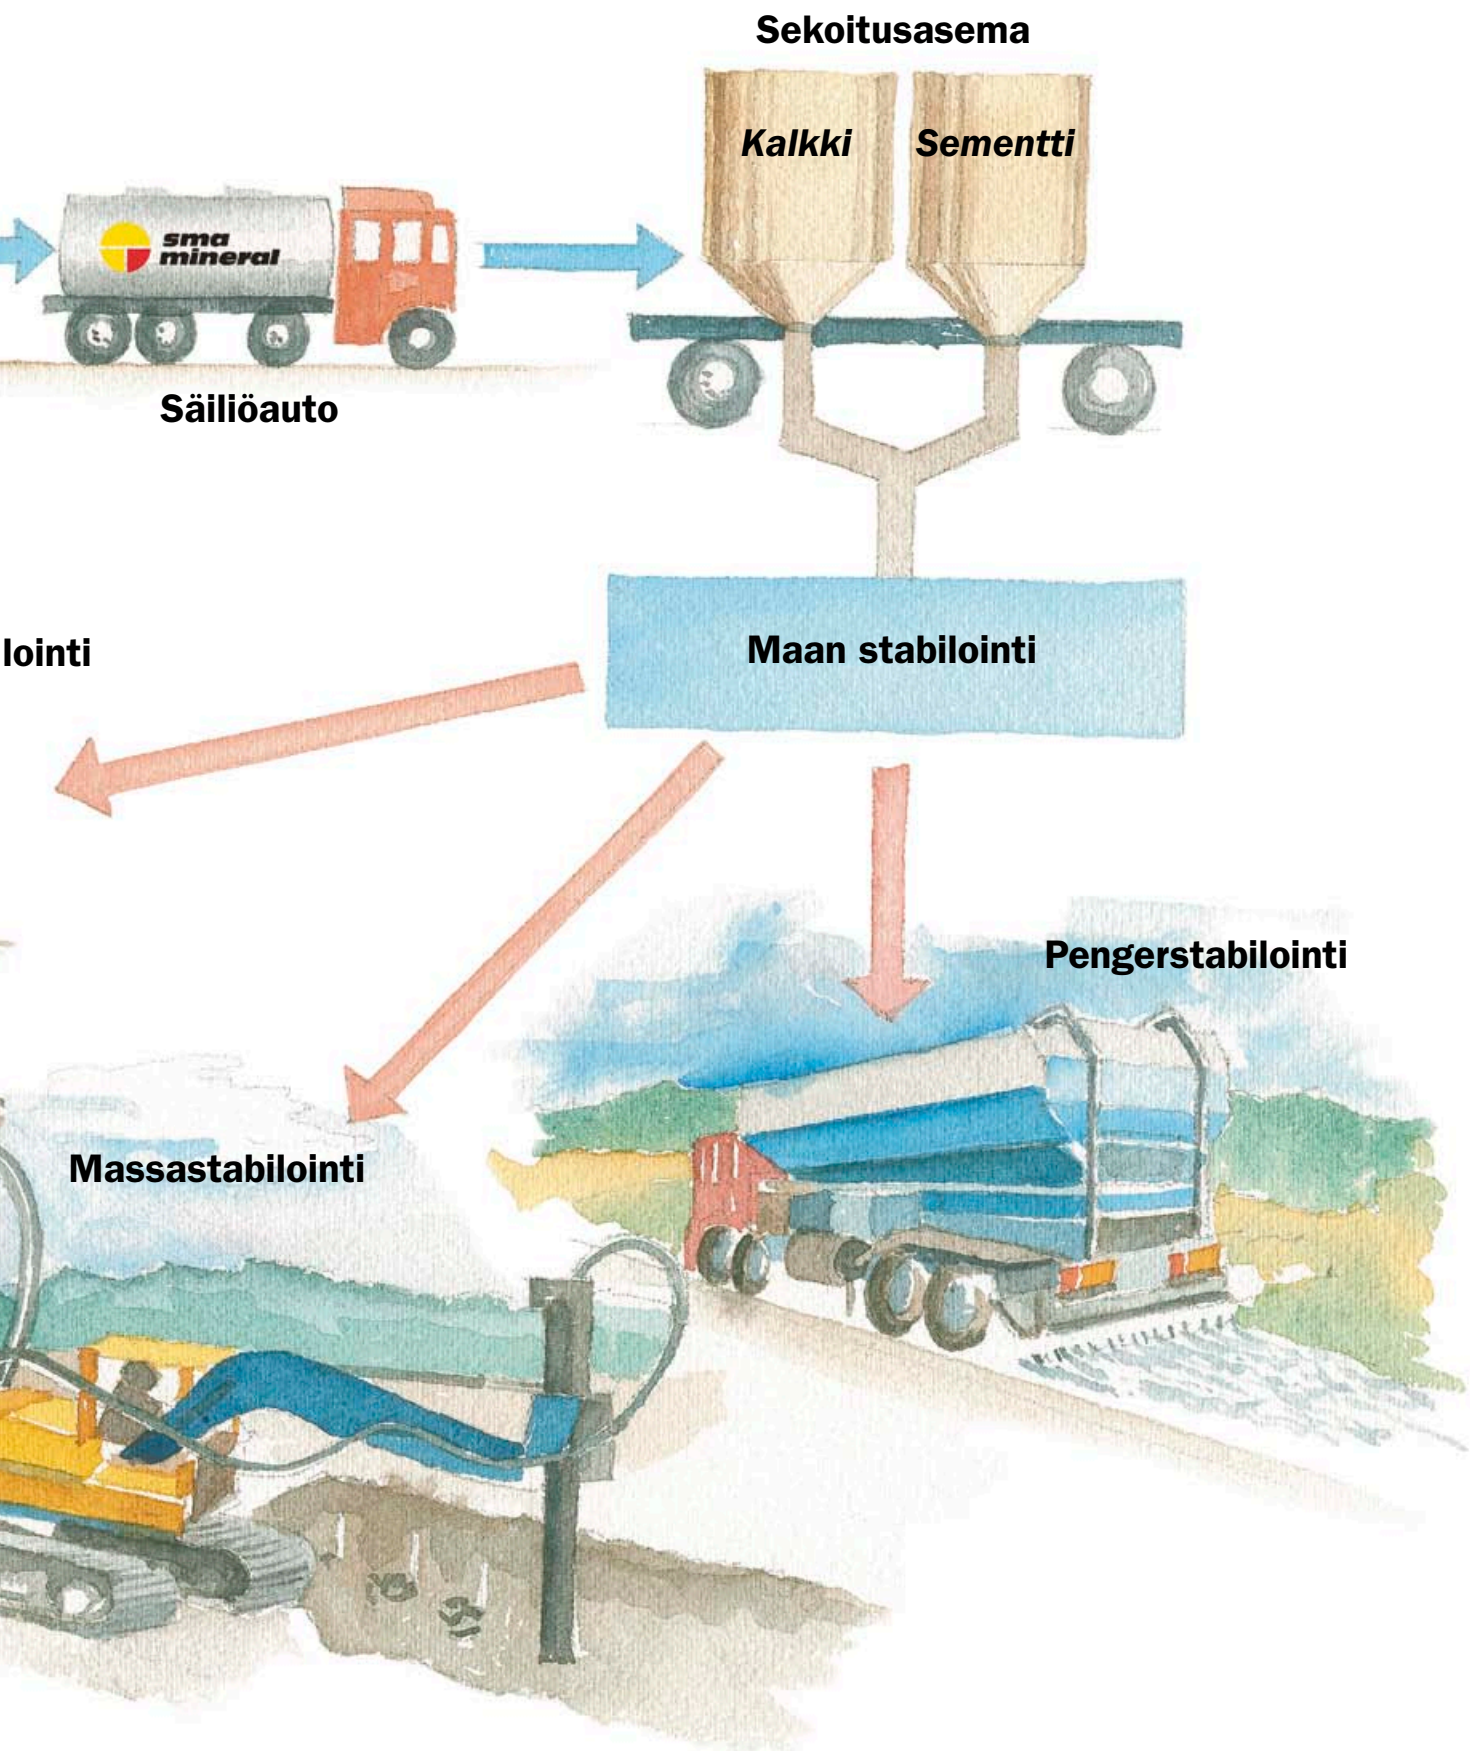 Sekoitusasema
Kalkki Sementti
sma
mineral
Säiliöauto
lointi
Maan stabilointi
Pengerstabilointi
Massastabilointi